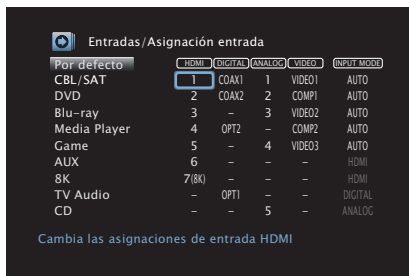 Entradas/Asignación entrada
Por defecto HDMI DIGITAL ANALOG VIDEO INPUT MODE
CBL/SAT 1 COAX1 1 VIDEO1 AUTO
DVD 2 COAX2 2 COMP1 AUTO
Blu-ray 3 – 3 VIDEO2 AUTO
Media Player 4 OPT2 – COMP2 AUTO
Game 5 – 4 VIDEO3 AUTO
AUX 6 – – – HDMI
8K 7(8K) – – – HDMI
TV Audio – OPT1 – – DIGITAL
CD – – 5 – ANALOG
Cambia las asignaciones de entrada HDMI